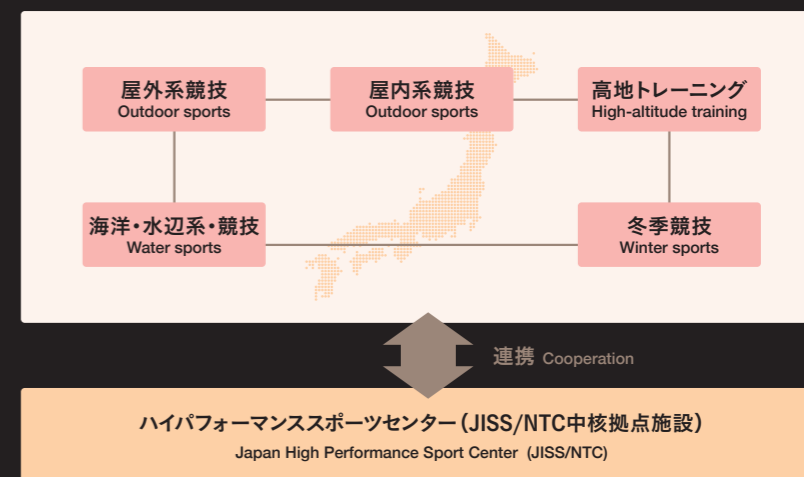 屋外系競技
Outdoor sports
屋内系競技
Outdoor sports
高地トレーニング
High-altitude training
海洋・水辺系・競技
Water sports
冬季競技
Winter sports
連携 Cooperation
ハイパフォーマンススポーツセンター（JISS/NTC中核拠点施設）
Japan High Performance Sport Center (JISS/NTC)